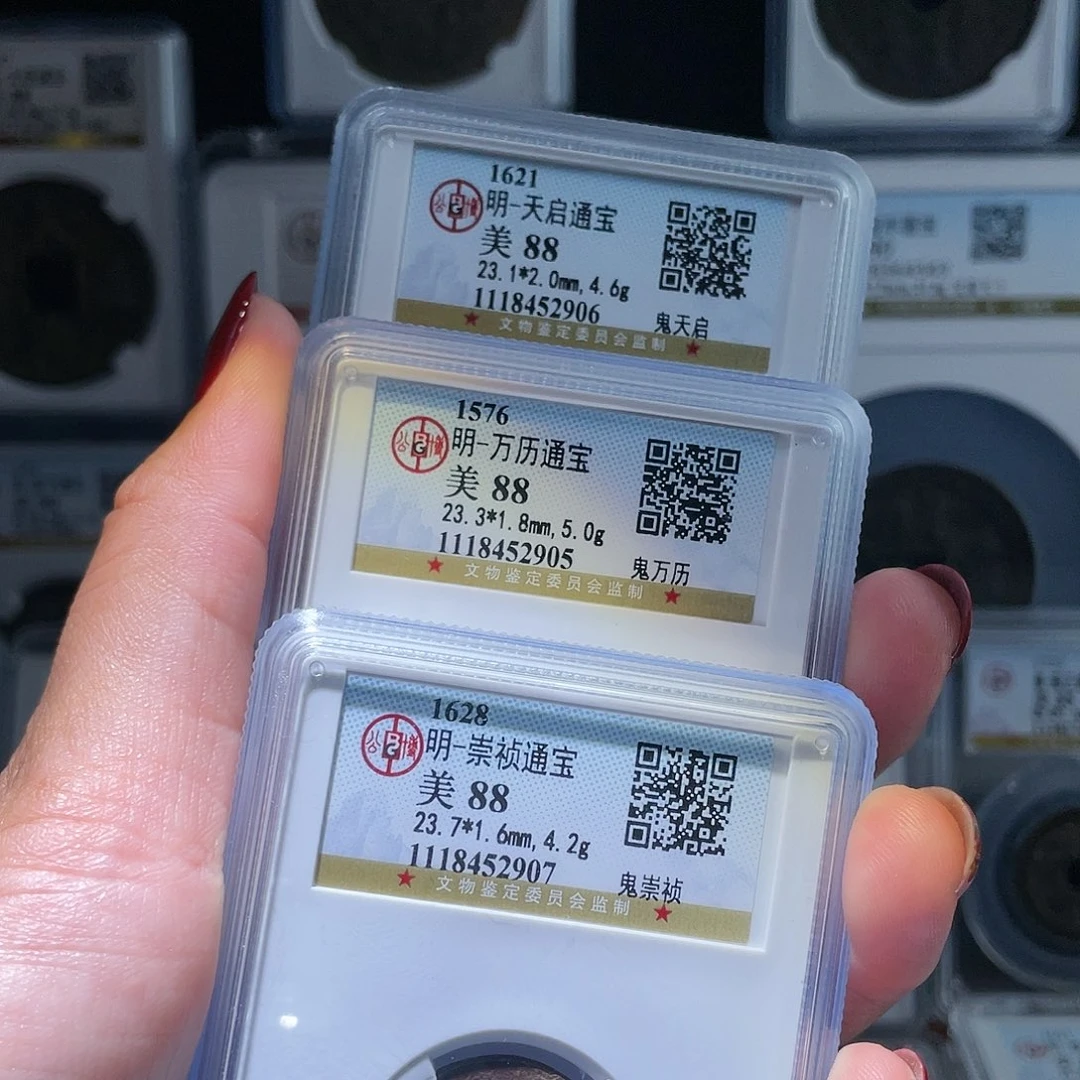 1621
明-天启通宝
美 88
23.1*2.0mm, 4.6g
1118452906
鬼天启
文物鉴定委员会监制
1576
明-万历通宝
美 88
23.3*1.8mm, 5.0g
1118452905
鬼万历
文物鉴定委员会监制
1628
公博
明-崇祯通宝
美 88
23.7*1.6mm, 4.2g
1118452907
鬼崇祯
文物鉴定委员会监制